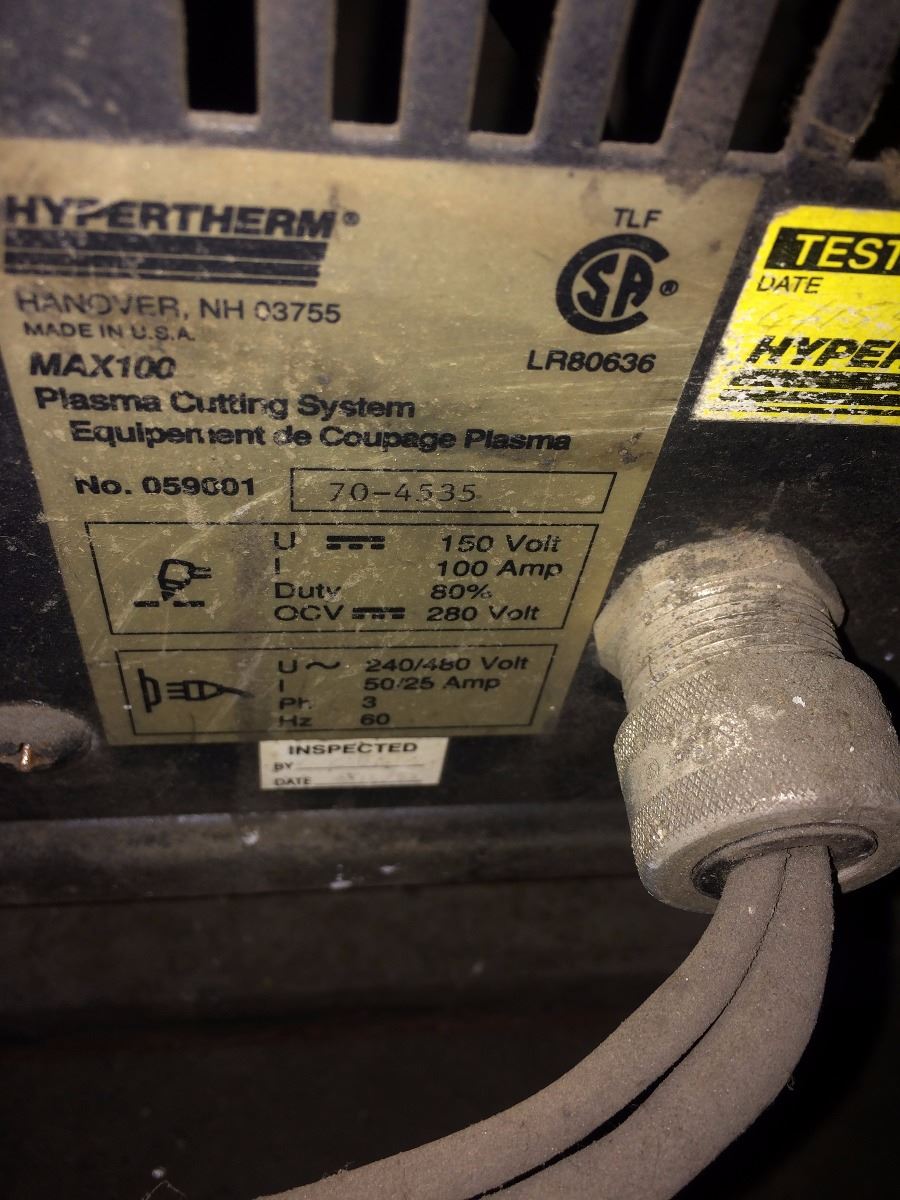 HYPERTHERM®
HANOVER, NH 03755
MADE IN U.S.A.
MAX100
Plasma Cutting System
Equipement de Coupage Plasma
No. 059001 70-4535
TLF
SA ®
LR80636
U 150 Volt
I 100 Amp
Duty 80%
OCV 280 Volt
U ~ 240/480 Volt
I 50/25 Amp
Ph 3
Hz 60
INSPECTED
BY
DATE
TEST
DATE
HYPER